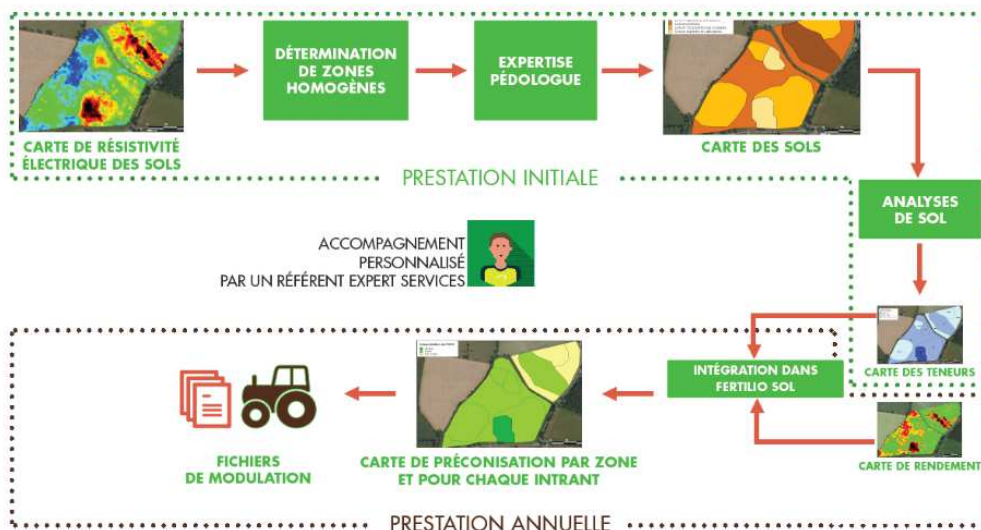 DÉTERMINATION
DE ZONES
HOMOGÈNES
EXPERTISE
PÉDOLOGUE
CARTE DE RÉSISTIVITÉ
ÉLECTRIQUE DES SOLS
CARTE DES SOLS
PRESTATION INITIALE
ANALYSES
DE SOL
ACCOMPAGNEMENT
PERSONNALISÉ
PAR UN RÉFÉRENT EXPERT SERVICES
CARTE DES TENEURS
INTÉGRATION DANS
FERTILIO SOL
CARTE DE RENDEMENT
CARTE DE PRÉCONISATION PAR ZONE
ET POUR CHAQUE INTRANT
FICHIERS
DE MODULATION
PRESTATION ANNUELLE